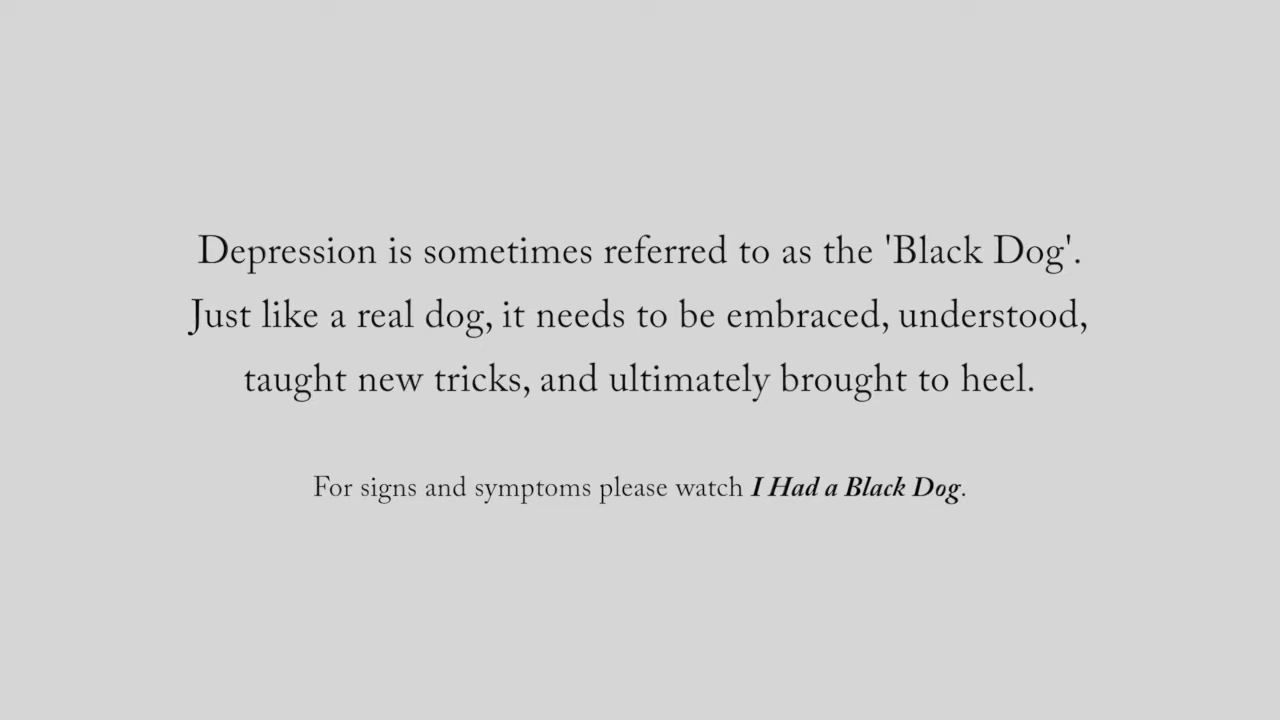 Depression is sometimes referred to as the 'Black Dog'.
Just like a real dog, it needs to be embraced, understood,
taught new tricks, and ultimately brought to heel.
For signs and symptoms please watch I Had a Black Dog.